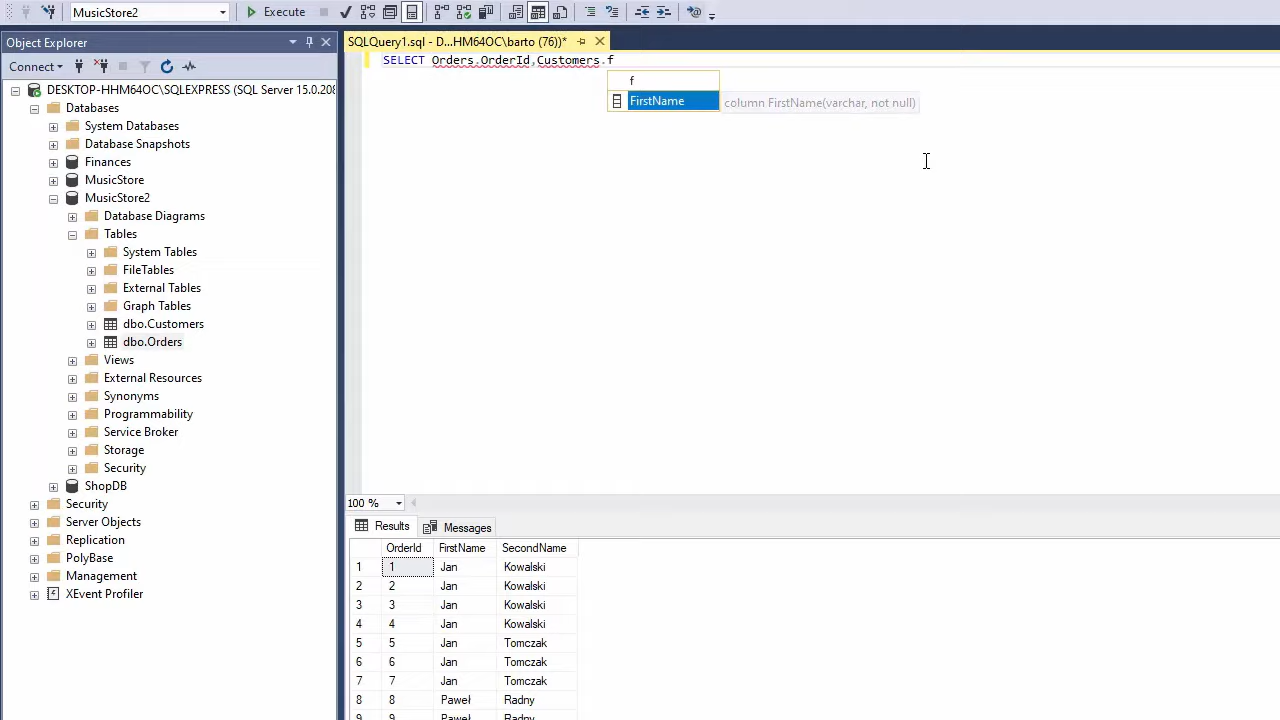 MusicStore2
Execute
Object Explorer
SQLQuery1.sql - D...HM64OC\barto (76))*
Connect
SELECT Orders.OrderId,Customers.f
f
FirstName
column FirstName(varchar, not null)
DESKTOP-HHM64OC\SQLEXPRESS (SQL Server 15.0.208
Databases
System Databases
Database Snapshots
Finances
MusicStore
MusicStore2
Database Diagrams
Tables
System Tables
FileTables
External Tables
Graph Tables
dbo.Customers
dbo.Orders
Views
External Resources
Synonyms
Programmability
Service Broker
Storage
Security
ShopDB
Security
Server Objects
Replication
PolyBase
Management
XEvent Profiler
100 %
Results Messages
OrderId FirstName SecondName
1 1 Jan Kowalski
2 2 Jan Kowalski
3 3 Jan Kowalski
4 4 Jan Kowalski
5 5 Jan Tomczak
6 6 Jan Tomczak
7 7 Jan Tomczak
8 8 Paweł Radny
9 9 Paweł Radny